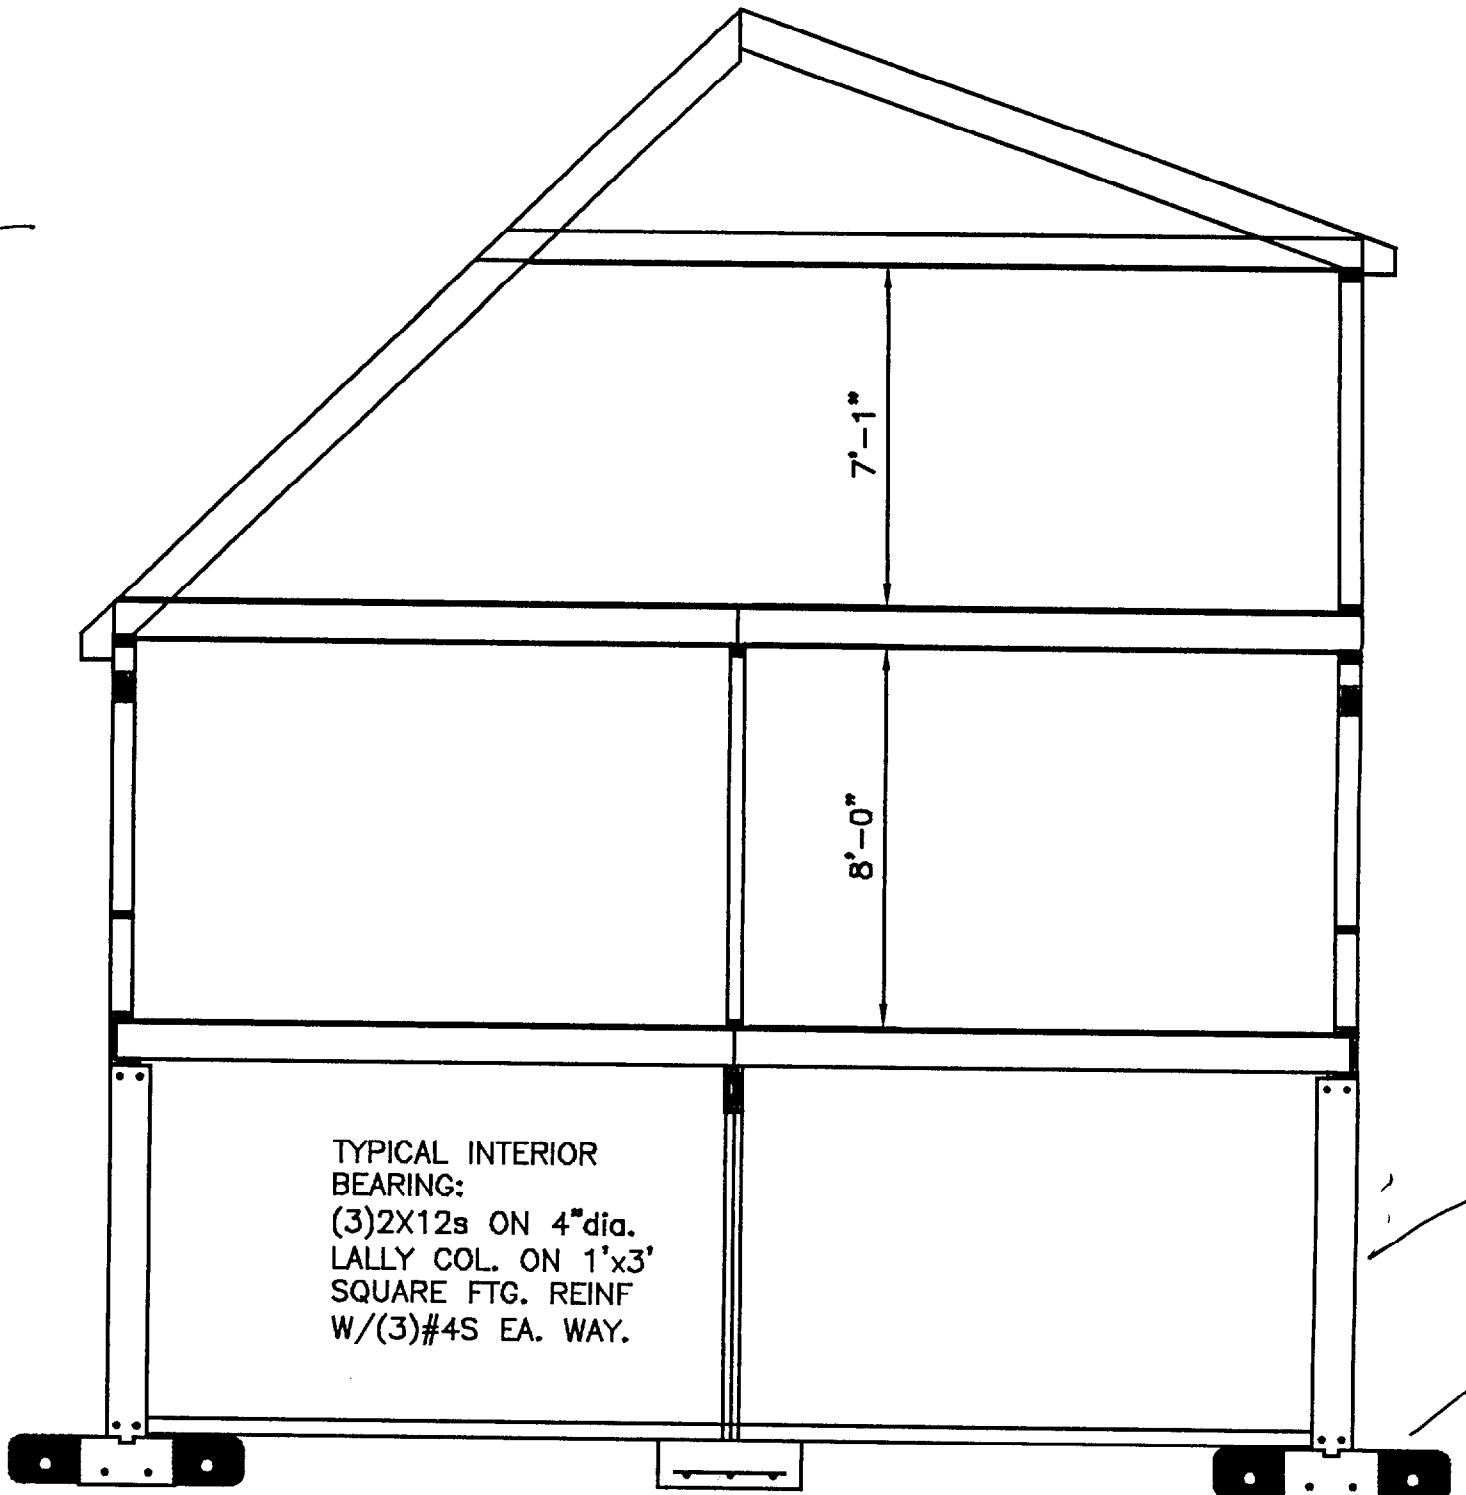 7'-1"
8'-0"
TYPICAL INTERIOR
BEARING:
(3)2X12s ON 4"dia.
LALLY COL. ON 1'x3'
SQUARE FTG. REINF
W/(3)#4S EA. WAY.